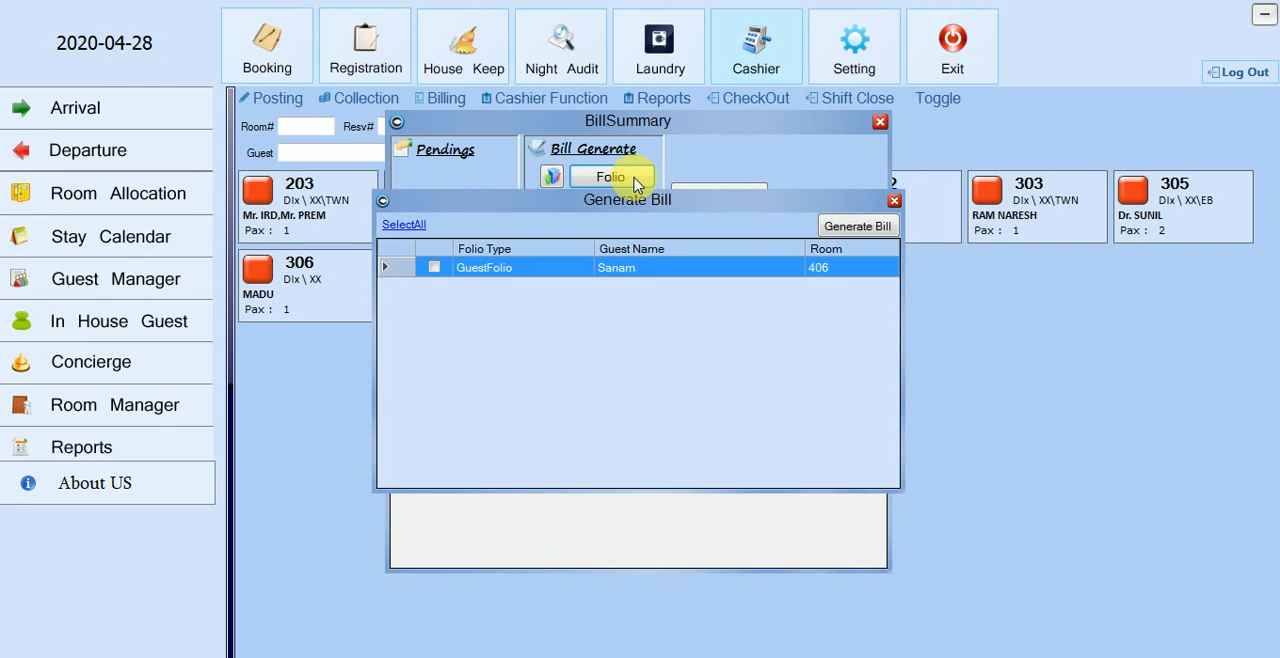 2020-04-28
Booking
Registration
House Keep
Night Audit
Laundry
Cashier
Setting
Exit
Log Out
Arrival
Departure
Room Allocation
Stay Calendar
Guest Manager
In House Guest
Concierge
Room Manager
Reports
About US
Posting
Collection
Billing
Cashier Function
Reports
CheckOut
Shift Close
Toggle
Room#
Resv#
Guest
203
Dlx \ XX\TWN
Mr. IRD,Mr. PREM
Pax : 1
2
303
Dlx \ XX\TWN
RAM NARESH
Pax : 1
305
Dlx \ XX\EB
Dr. SUNIL
Pax : 2
306
Dlx \ XX
MADU
Pax : 1
BillSummary
Pendings
Bill Generate
Folio
Generate Bill
SelectAll
Generate Bill
Folio Type Guest Name Room
GuestFolio Sanam 406